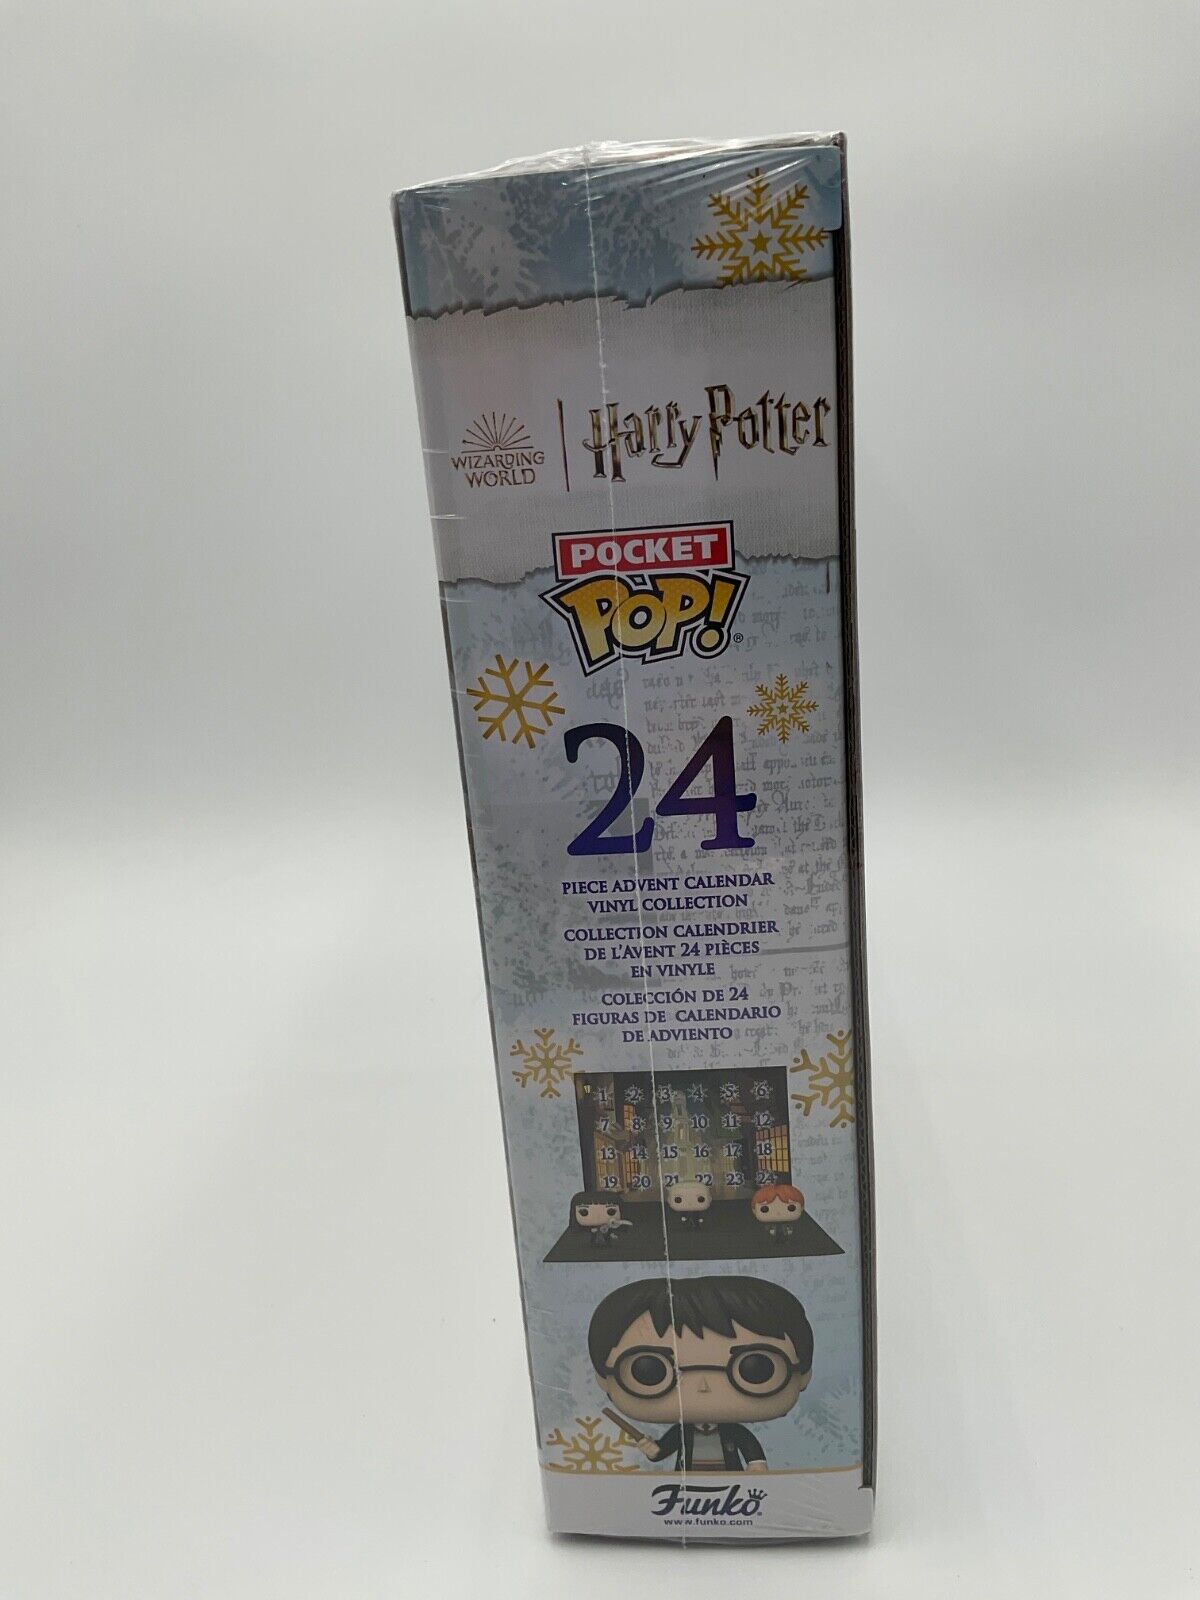 WIZARDING
WORLD
Harry Potter
POCKET
POP!®
24
PIECE ADVENT CALENDAR
VINYL COLLECTION
COLLECTION CALENDRIER
DE L'AVENT 24 PIÈCES
EN VINYLE
COLECCIÓN DE 24
FIGURAS DE CALENDARIO
DE ADVIENTO
1 2 3 4 5 6
7 8 9 10 11 12
13 14 15 16 17 18
19 20 21 22 23 24
Funko
www.funko.com